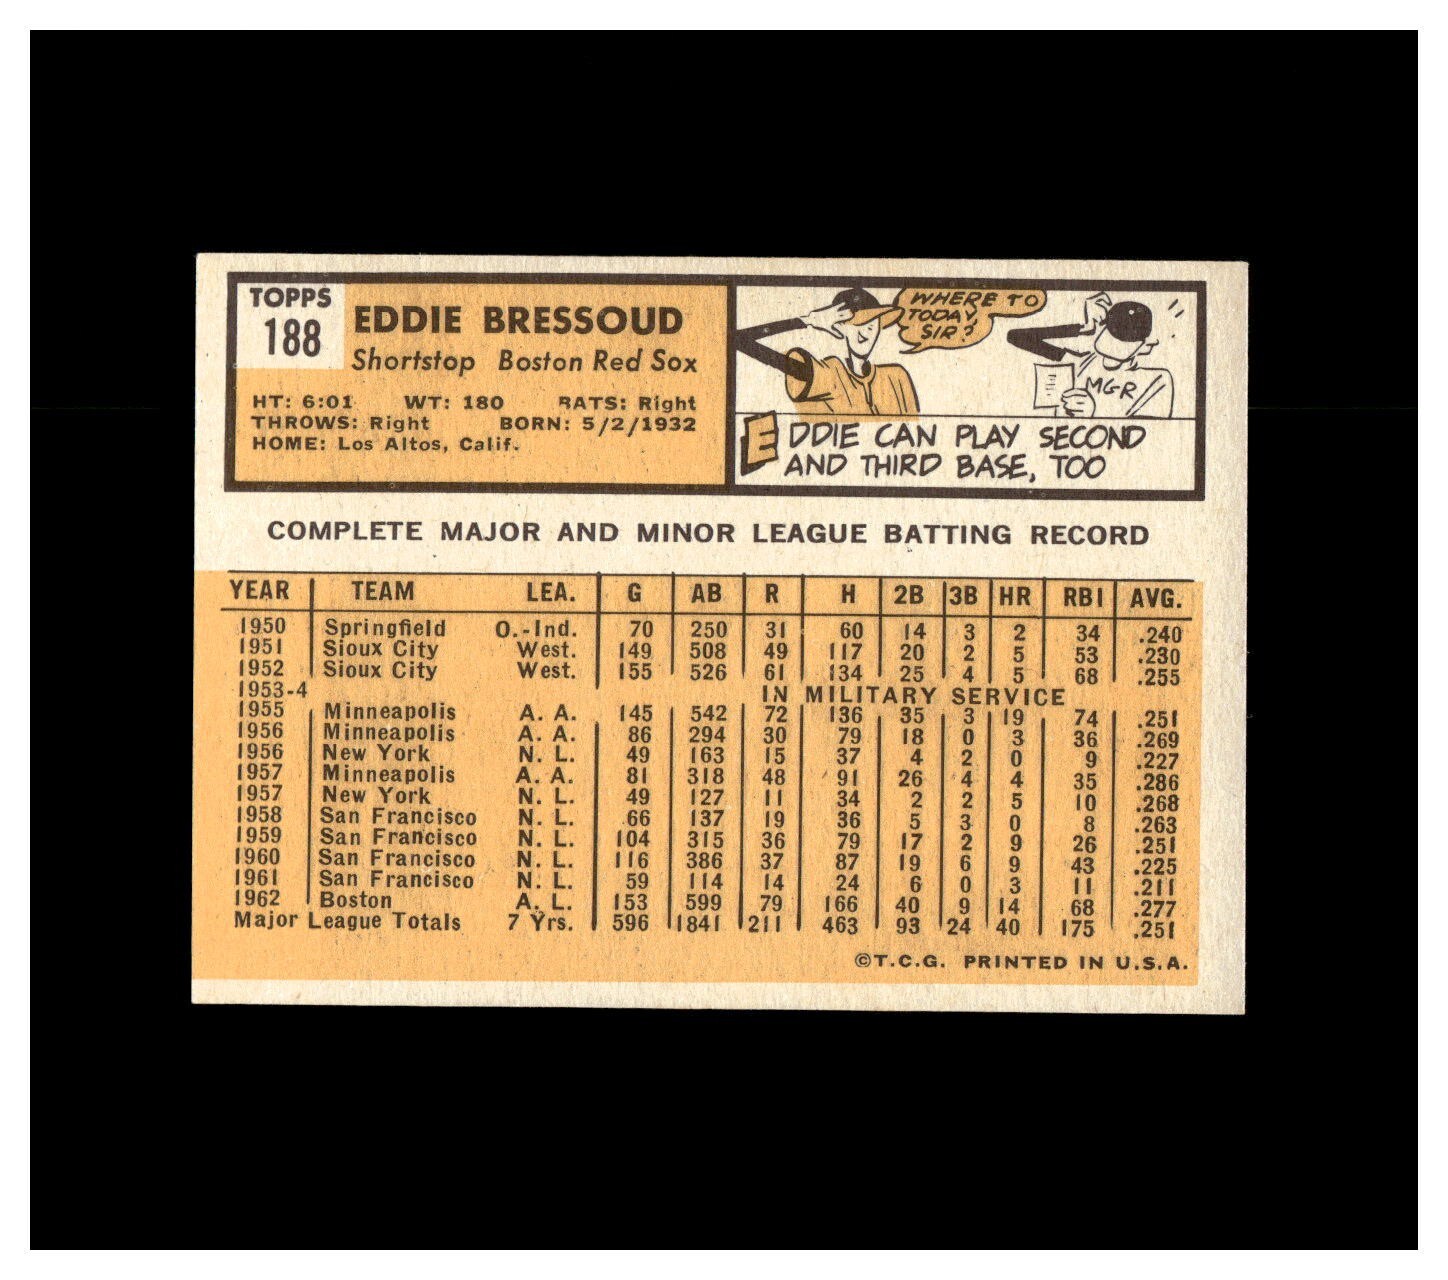 TOPPS
188
EDDIE BRESSOUD
Shortstop Boston Red Sox
HT: 6:01 WT: 180 BATS: Right
THROWS: Right BORN: 5/2/1932
HOME: Los Altos, Calif.
WHERE TO
TODAY,
SIR?
MGR
EDDIE CAN PLAY SECOND
AND THIRD BASE, TOO
COMPLETE MAJOR AND MINOR LEAGUE BATTING RECORD
YEAR TEAM LEA. G AB R H 2B 3B HR RBI AVG.
1950 Springfield O.-Ind. 70 250 31 60 14 3 2 34 .240
1951 Sioux City West. 149 508 49 117 20 2 5 53 .230
1952 Sioux City West. 155 526 61 134 25 4 5 68 .255
1953-4 IN MILITARY SERVICE
1955 Minneapolis A. A. 145 542 72 136 35 3 19 74 .251
1956 Minneapolis A. A. 86 294 30 79 18 0 3 36 .269
1956 New York N. L. 49 163 15 37 4 2 0 9 .227
1957 Minneapolis A. A. 81 318 48 91 26 4 4 35 .286
1957 New York N. L. 49 127 11 34 2 2 5 10 .268
1958 San Francisco N. L. 66 137 19 36 5 3 0 8 .263
1959 San Francisco N. L. 104 315 36 79 17 2 9 26 .251
1960 San Francisco N. L. 116 386 37 87 19 6 9 43 .225
1961 San Francisco N. L. 59 114 14 24 6 0 3 11 .211
1962 Boston A. L. 153 599 79 166 40 9 14 68 .277
Major League Totals 7 Yrs. 596 1841 211 463 93 24 40 175 .251
©T.C.G. PRINTED IN U.S.A.